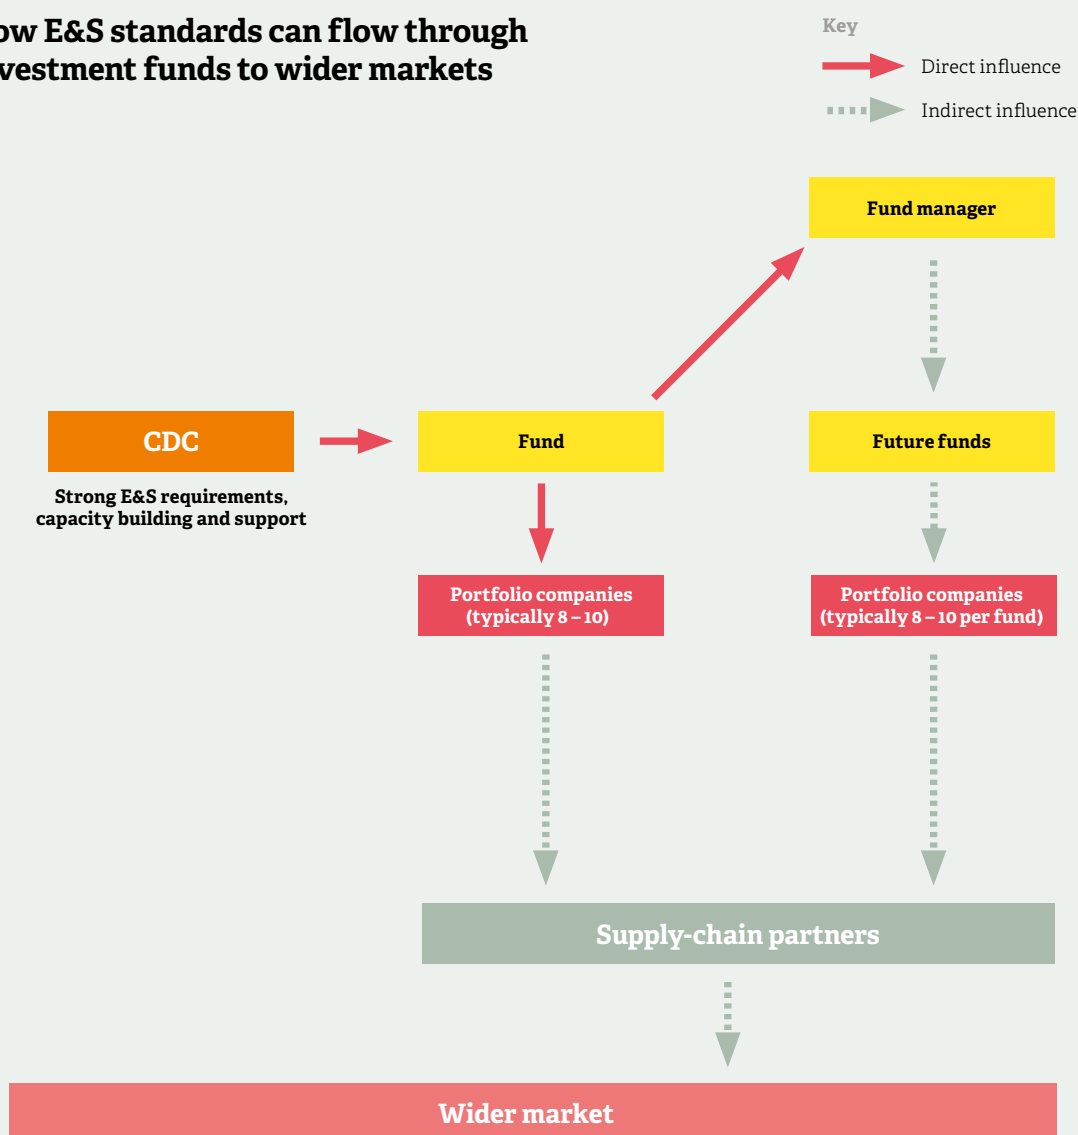 ow E&S standards can flow through
vestment funds to wider markets
Key
Direct influence
Indirect influence
Fund manager
CDC
Fund
Future funds
Strong E&S requirements,
capacity building and support
Portfolio companies
(typically 8 – 10)
Portfolio companies
(typically 8 – 10 per fund)
Supply-chain partners
Wider market